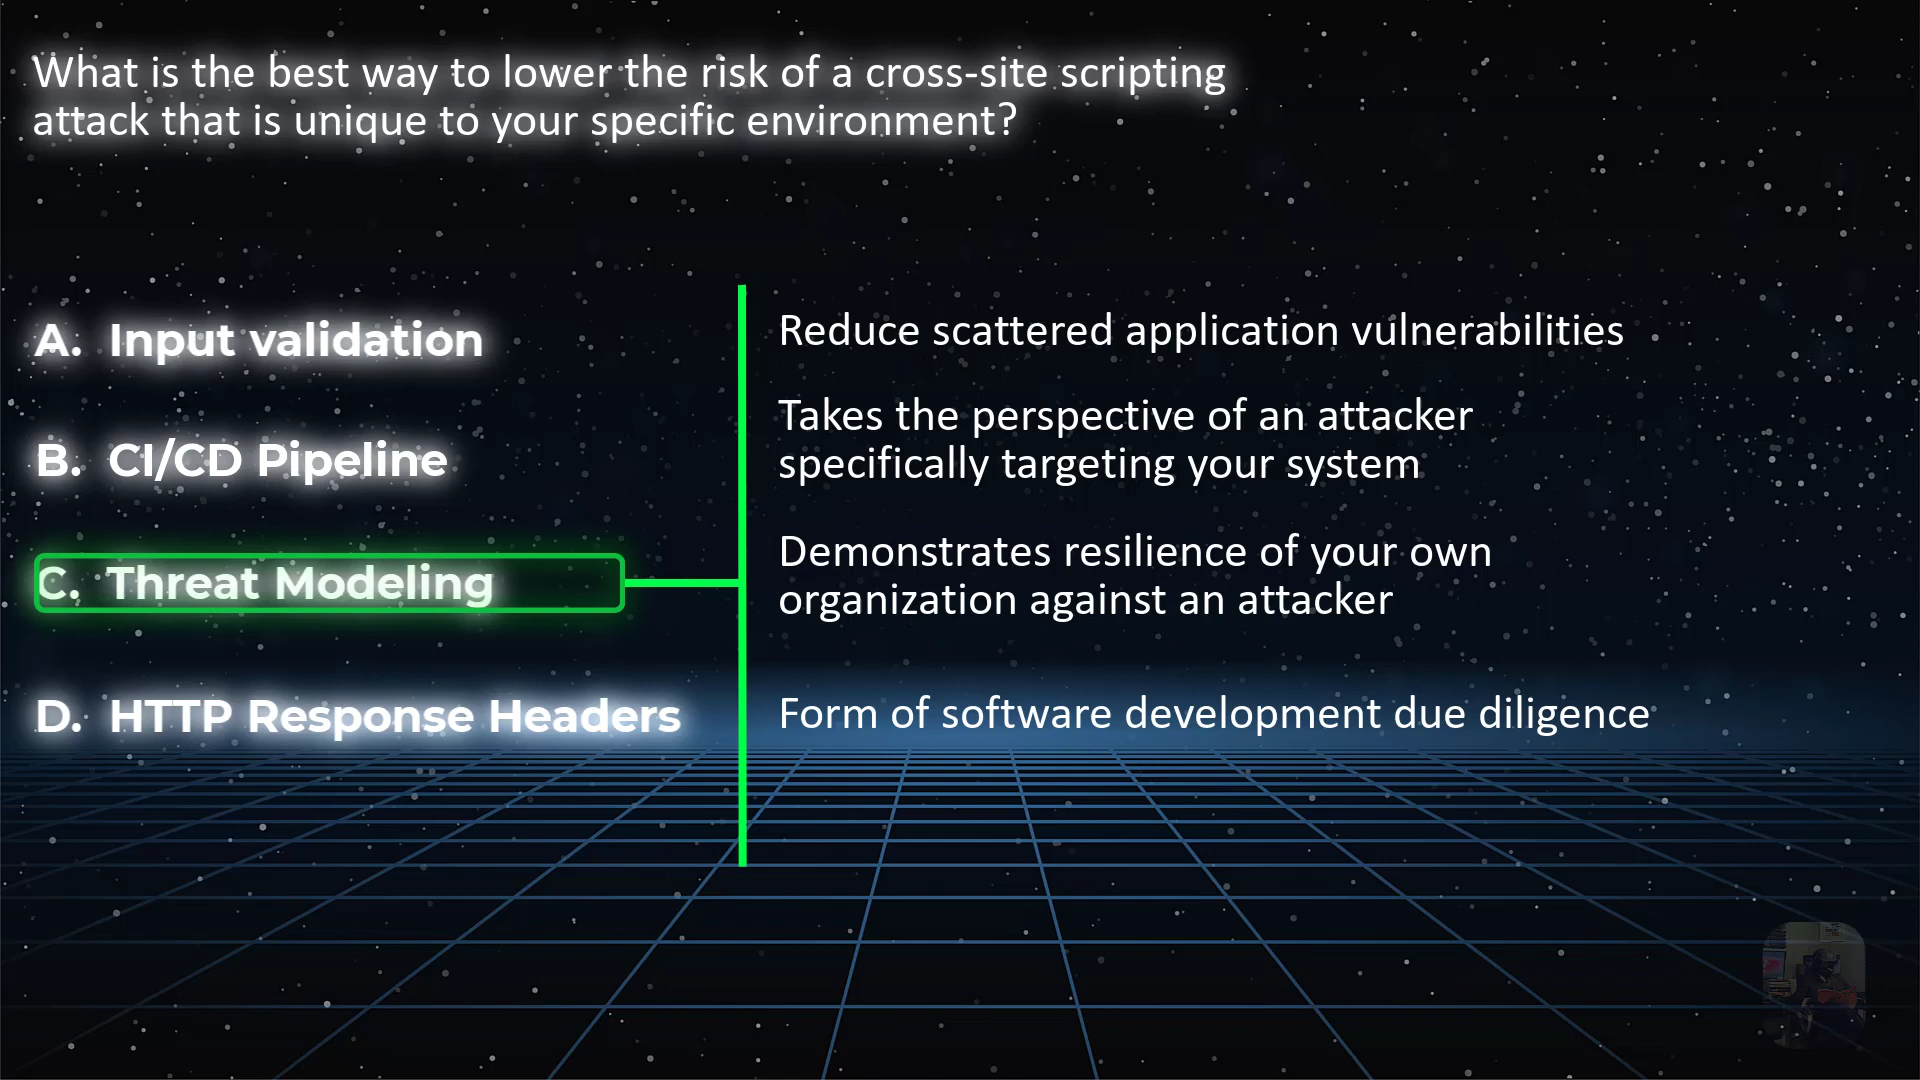 What is the best way to lower the risk of a cross-site scripting
attack that is unique to your specific environment?
A. Input validation
B. CI/CD Pipeline
C. Threat Modeling
D. HTTP Response Headers
Reduce scattered application vulnerabilities
Takes the perspective of an attacker
specifically targeting your system
Demonstrates resilience of your own
organization against an attacker
Form of software development due diligence